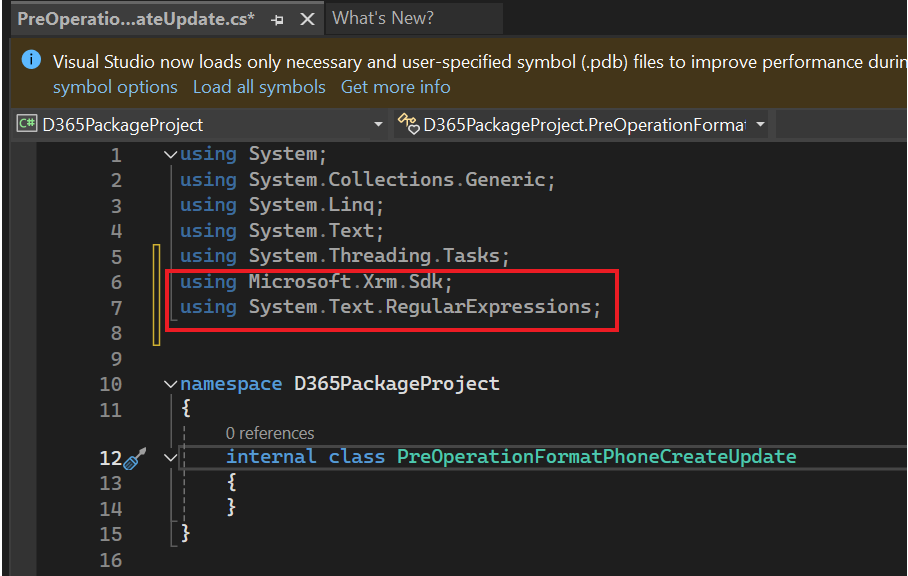 PreOperatio...ateUpdate.cs*
What's New?
Visual Studio now loads only necessary and user-specified symbol (.pdb) files to improve performance durin
symbol options Load all symbols Get more info
C# D365PackageProject
D365PackageProject.PreOperationFormat
1 using System;
2 using System.Collections.Generic;
3 using System.Linq;
4 using System.Text;
5 using System.Threading.Tasks;
6 using Microsoft.Xrm.Sdk;
7 using System.Text.RegularExpressions;
8
9
10 namespace D365PackageProject
11 {
0 references
12 internal class PreOperationFormatPhoneCreateUpdate
13 {
14 }
15 }
16